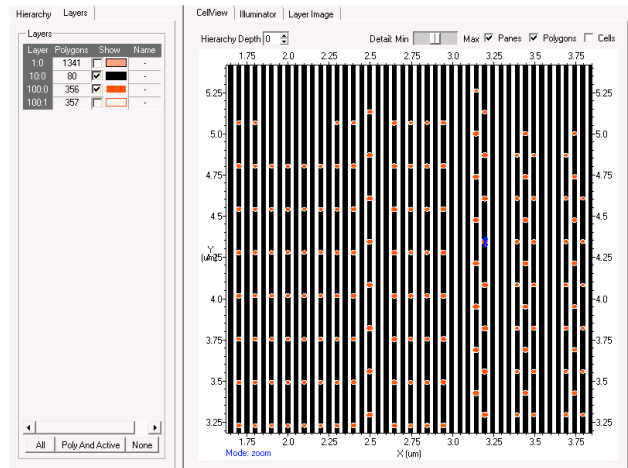 Hierarchy Layers
CellView Illuminator Layer Image
Layers
Layer Polygons Show Name
1:0 1341 -
10:0 80 -
100:0 356 -
100:1 357 -
All Poly And Active None
Hierarchy Depth 0 Detail: Min Max Panes Polygons Cells
1.75 2.0 2.25 2.5 2.75 3.0 3.25 3.5 3.75
5.25 5.25
5.0 5.0
4.75 4.75
4.5 4.5
Y
(um) 4.25 4.25
4.0 4.0
3.75 3.75
3.5 3.5
3.25 3.25
1.75 2.0 2.25 2.5 2.75 3.0 3.25 3.5 3.75
Mode: zoom X (um)